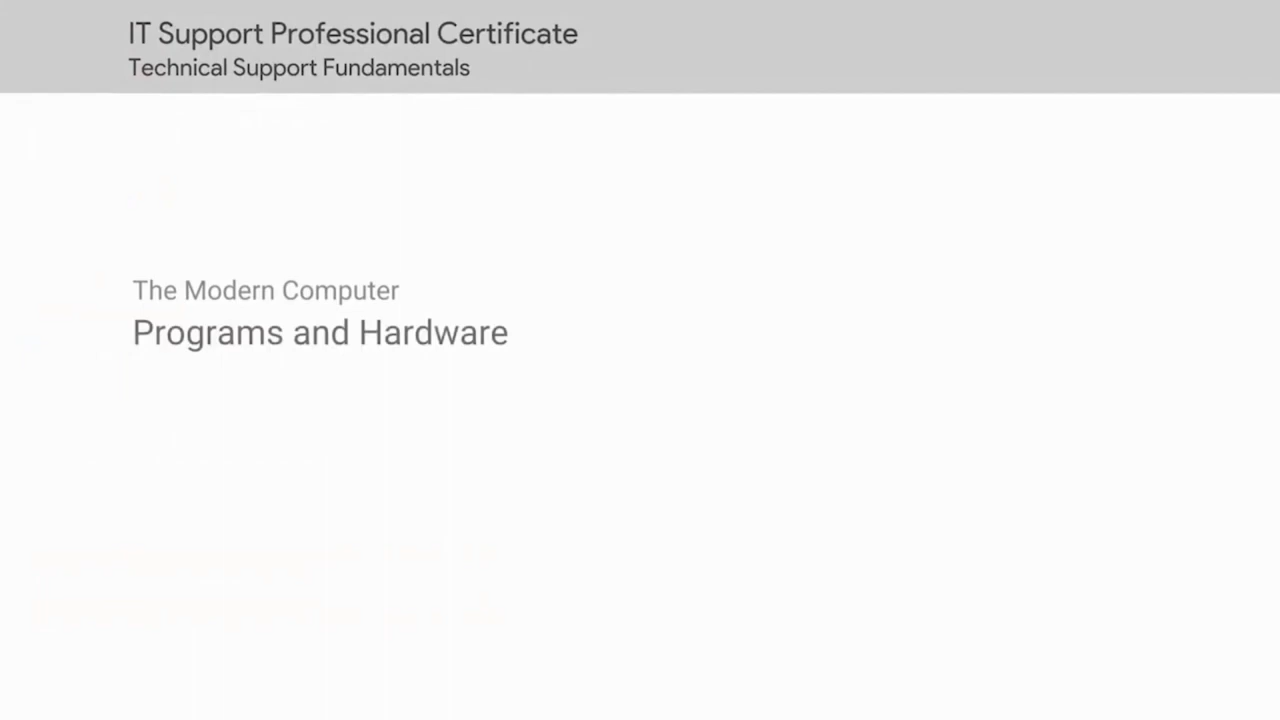 IT Support Professional Certificate
Technical Support Fundamentals
The Modern Computer
Programs and Hardware